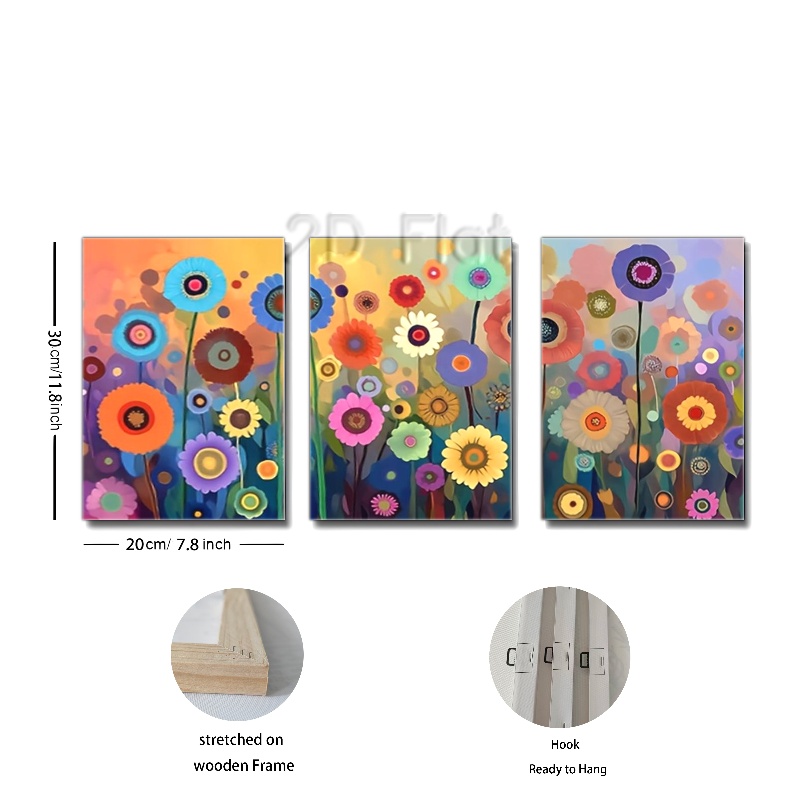 2D Flat
30cm/11.8inch
20cm/ 7.8 inch
stretched on
wooden Frame
Hook
Ready to Hang